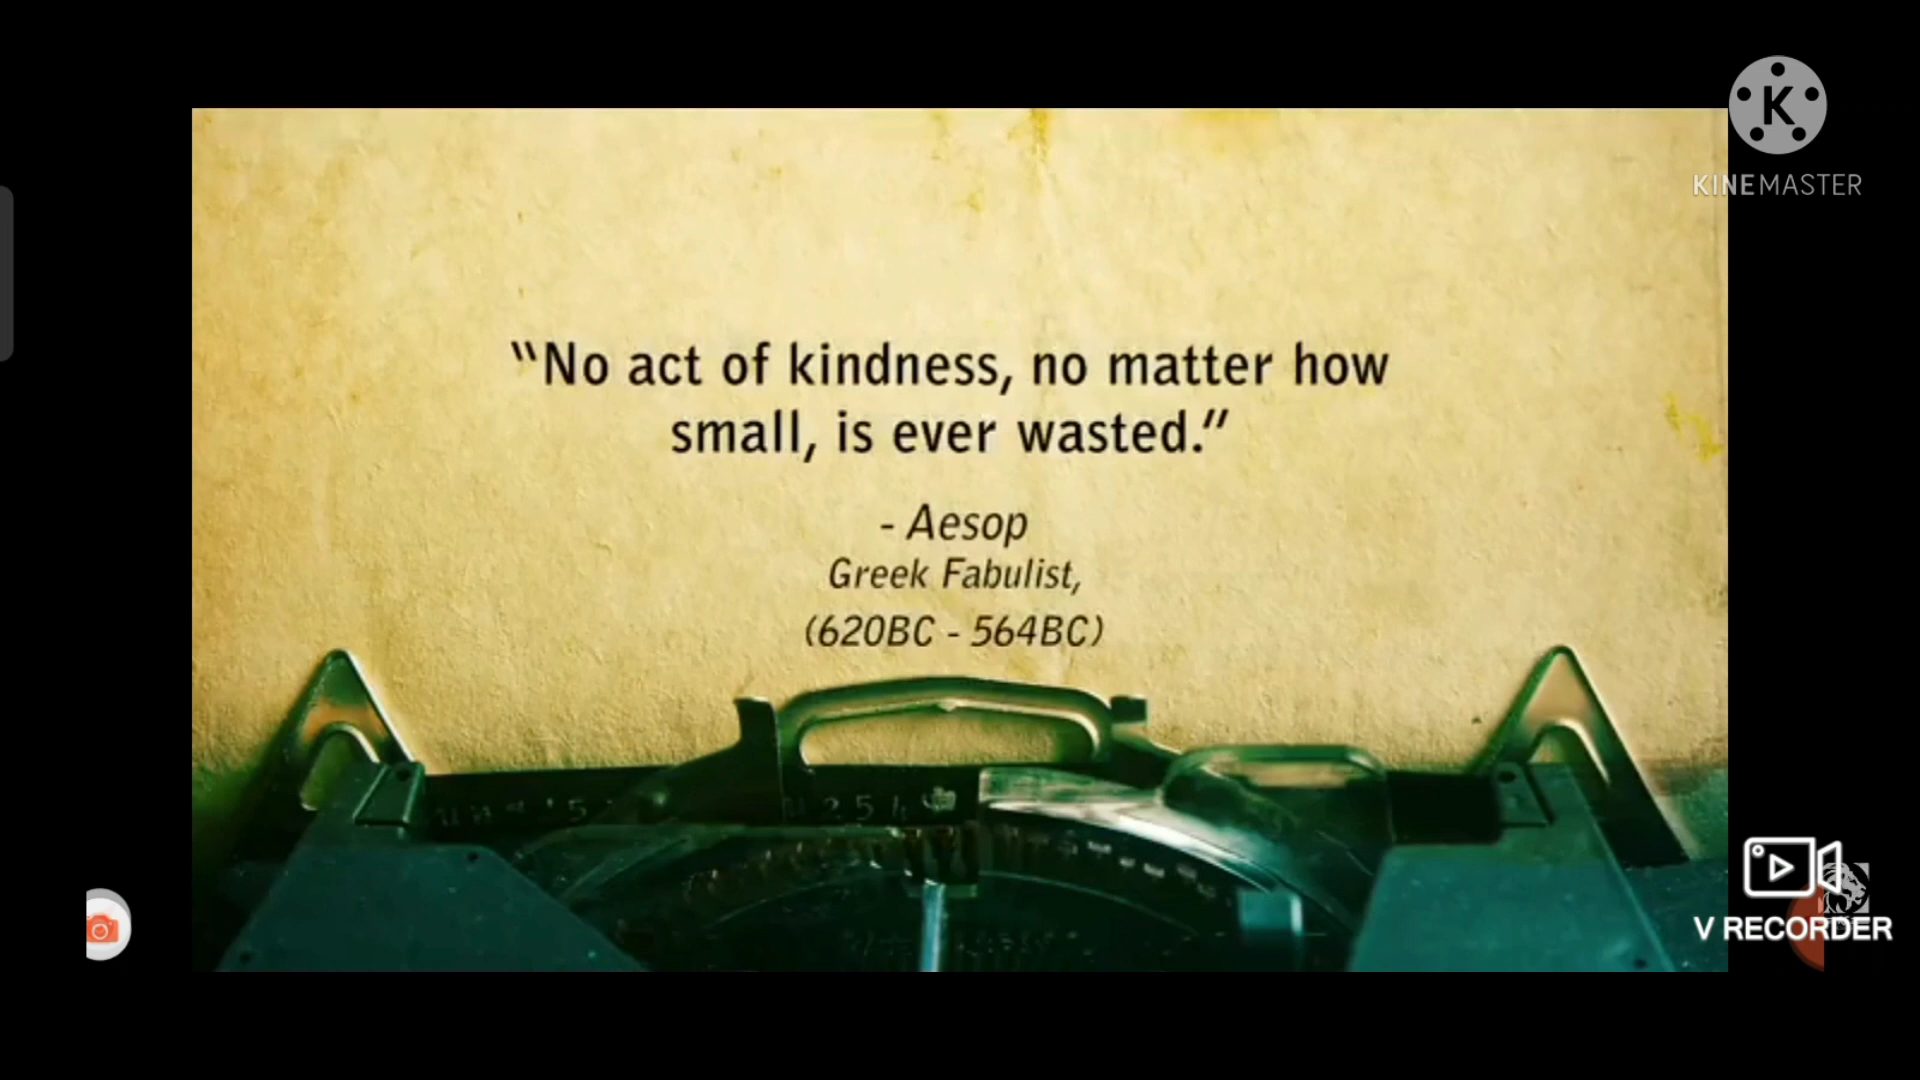 KINEMASTER
“No act of kindness, no matter how
small, is ever wasted.”
- Aesop
Greek Fabulist,
(620BC - 564BC)
V RECORDER